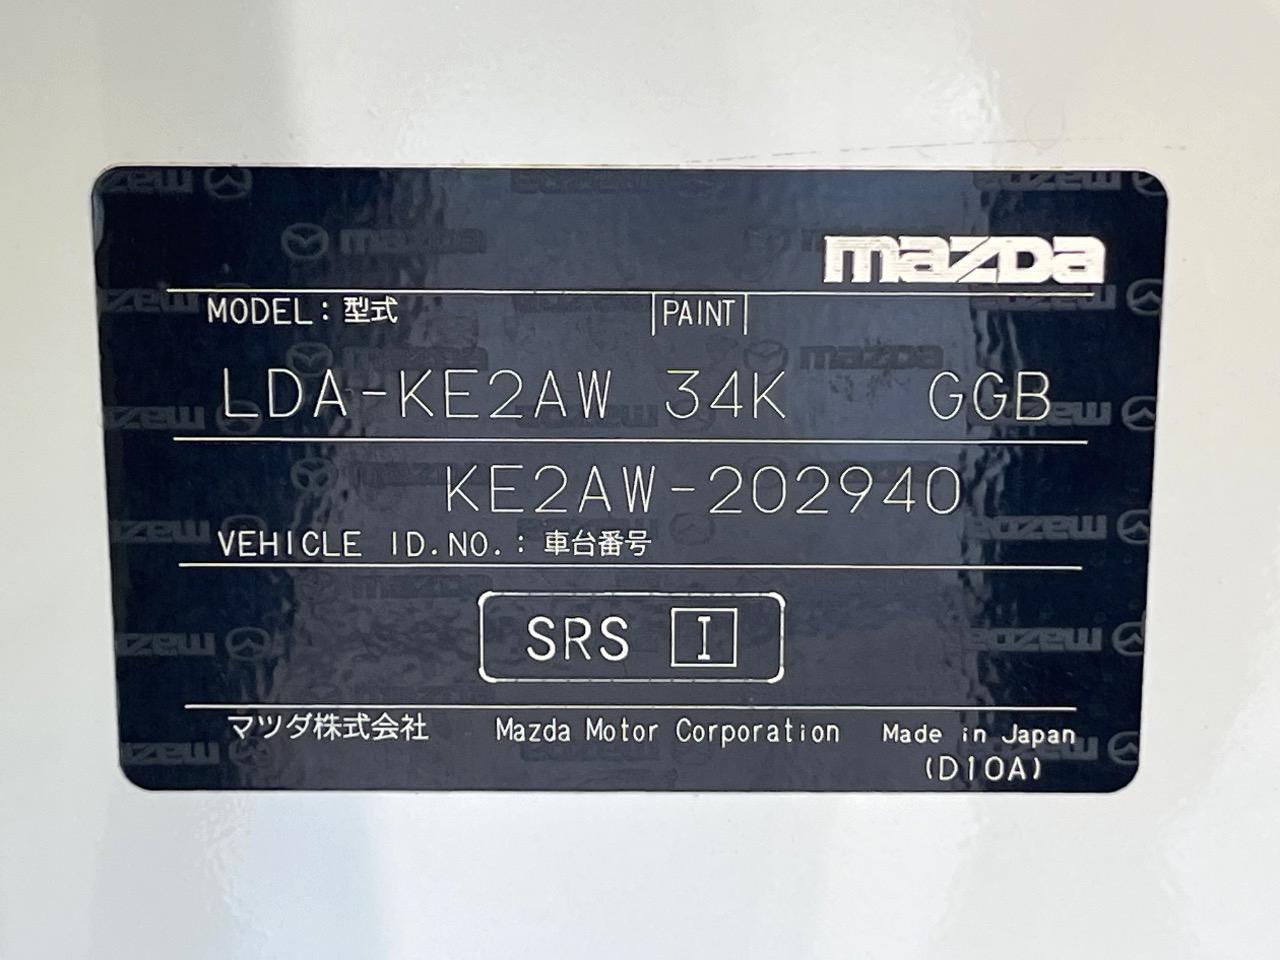 mazda
MODEL: 型式 PAINT
LDA-KE2AW 34K GGB
KE2AW-202940
VEHICLE ID.NO.: 車台番号
SRS I
マツダ株式会社 Mazda Motor Corporation Made in Japan
(D10A)